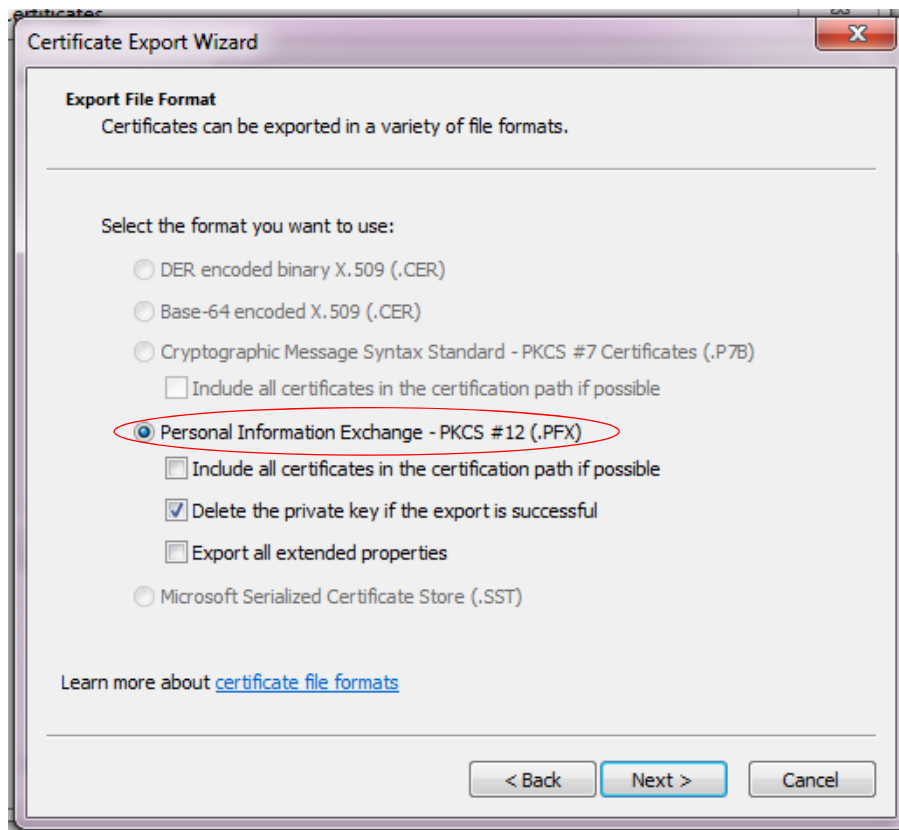 Certificates
Certificate Export Wizard
Export File Format
Certificates can be exported in a variety of file formats.
Select the format you want to use:
DER encoded binary X.509 (.CER)
Base-64 encoded X.509 (.CER)
Cryptographic Message Syntax Standard - PKCS #7 Certificates (.P7B)
Include all certificates in the certification path if possible
Personal Information Exchange - PKCS #12 (.PFX)
Include all certificates in the certification path if possible
Delete the private key if the export is successful
Export all extended properties
Microsoft Serialized Certificate Store (.SST)
Learn more about certificate file formats
< Back Next > Cancel